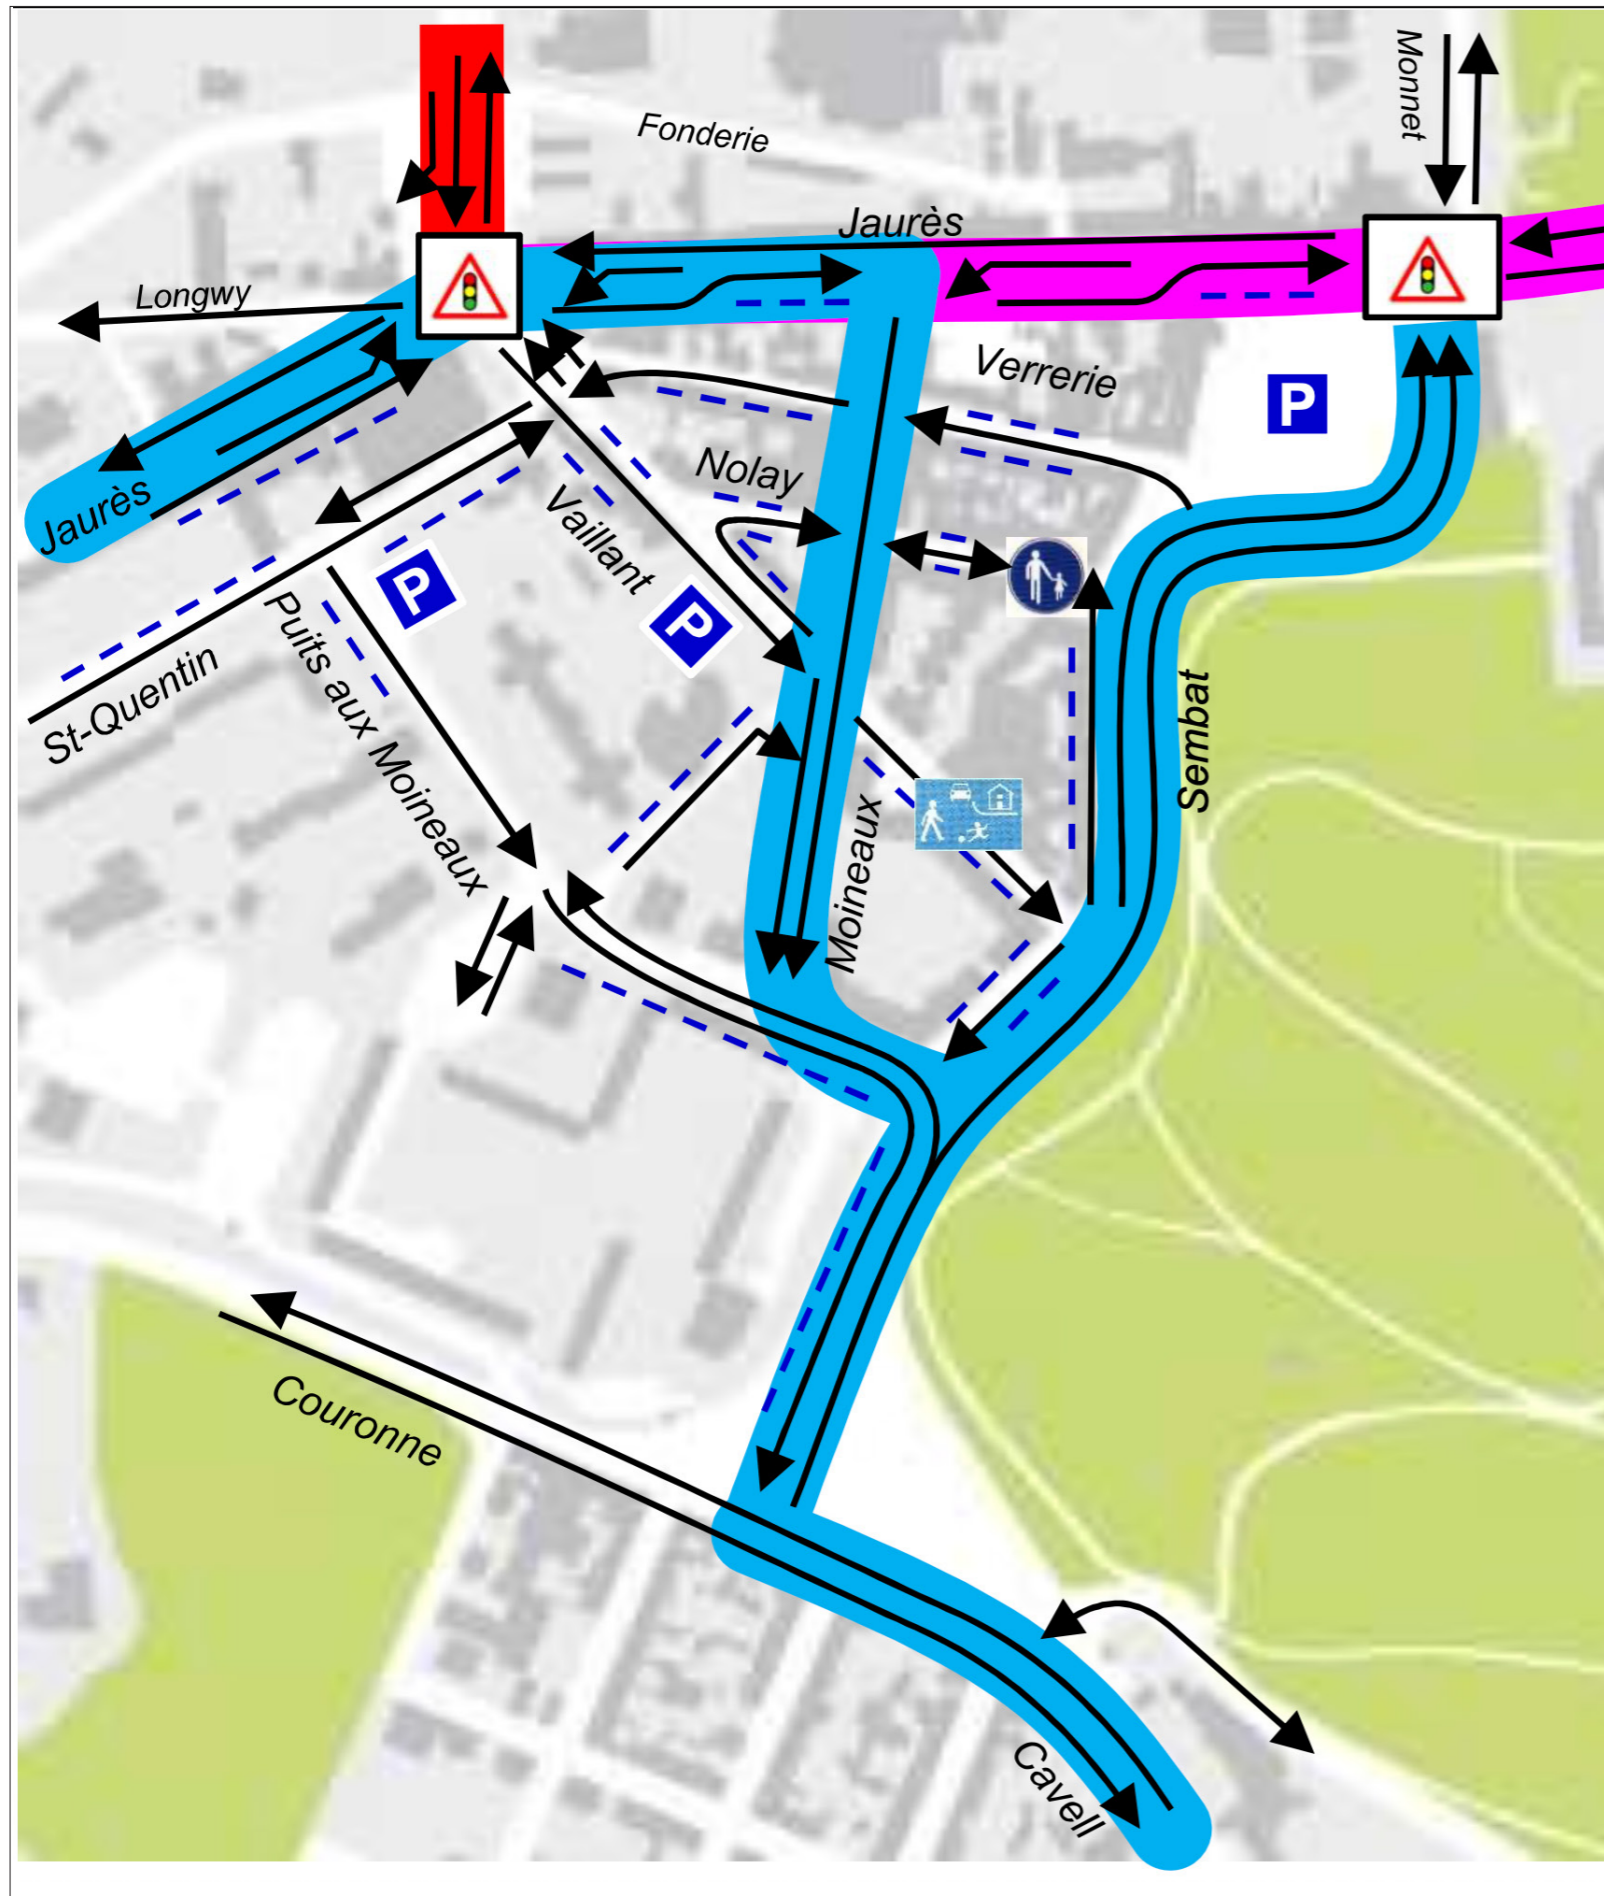 Monnet
Fonderie
Jaurès
Longwy
Verrerie
P
Nolay
Jaurès
Vaillant
P
P
Puits aux Moineaux
St-Quentin
Sembat
Moineaux
Couronne
Cavell